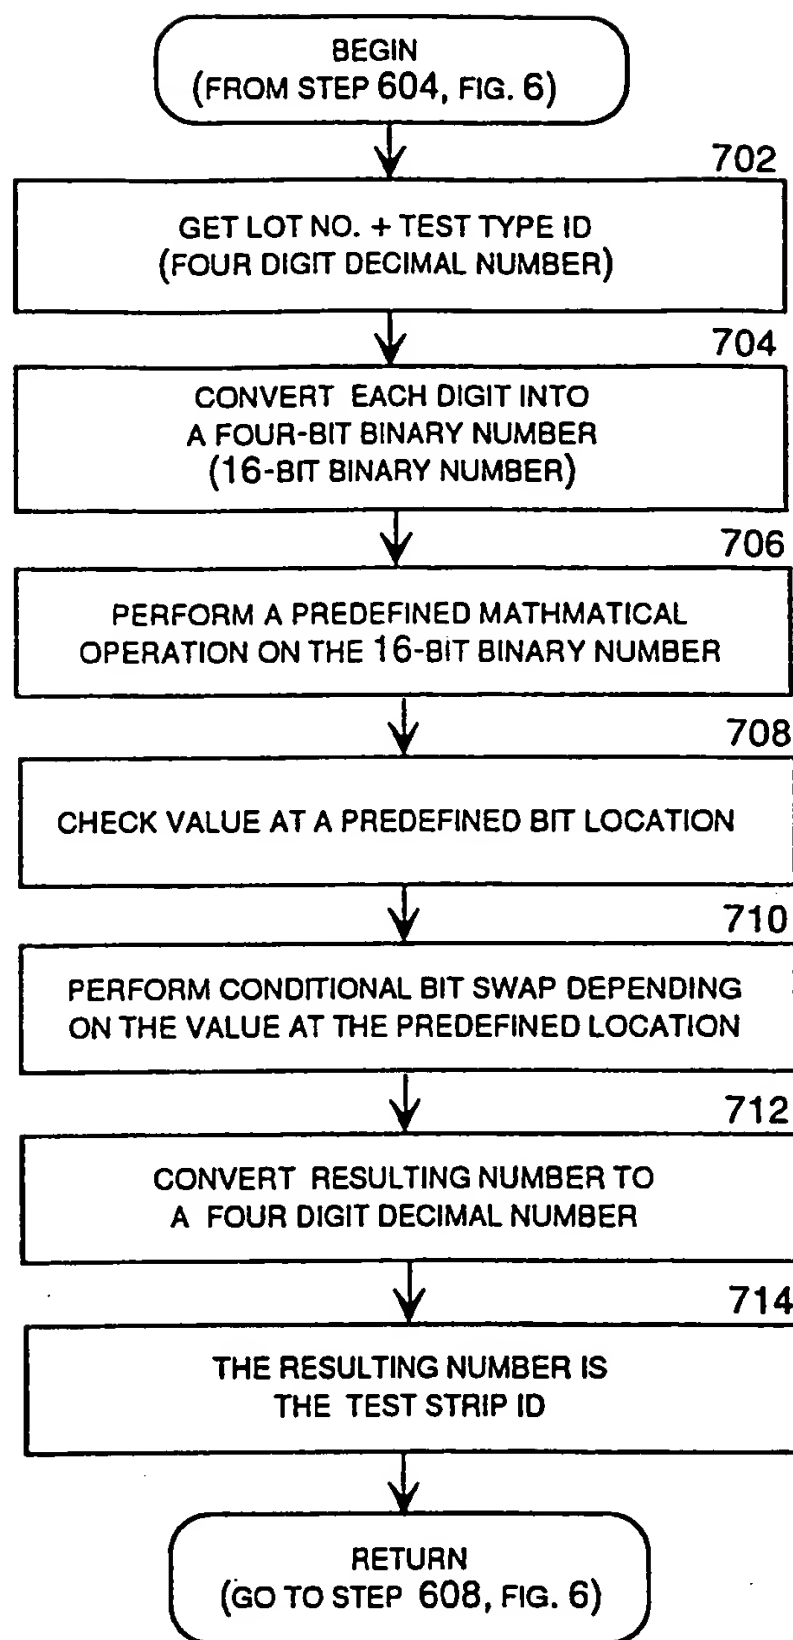 BEGIN
(FROM STEP 604, FIG. 6)
702
GET LOT NO. + TEST TYPE ID
(FOUR DIGIT DECIMAL NUMBER)
704
CONVERT EACH DIGIT INTO
A FOUR-BIT BINARY NUMBER
(16-BIT BINARY NUMBER)
706
PERFORM A PREDEFINED MATHMATICAL
OPERATION ON THE 16-BIT BINARY NUMBER
708
CHECK VALUE AT A PREDEFINED BIT LOCATION
710
PERFORM CONDITIONAL BIT SWAP DEPENDING
ON THE VALUE AT THE PREDEFINED LOCATION
712
CONVERT RESULTING NUMBER TO
A FOUR DIGIT DECIMAL NUMBER
714
THE RESULTING NUMBER IS
THE TEST STRIP ID
RETURN
(GO TO STEP 608, FIG. 6)